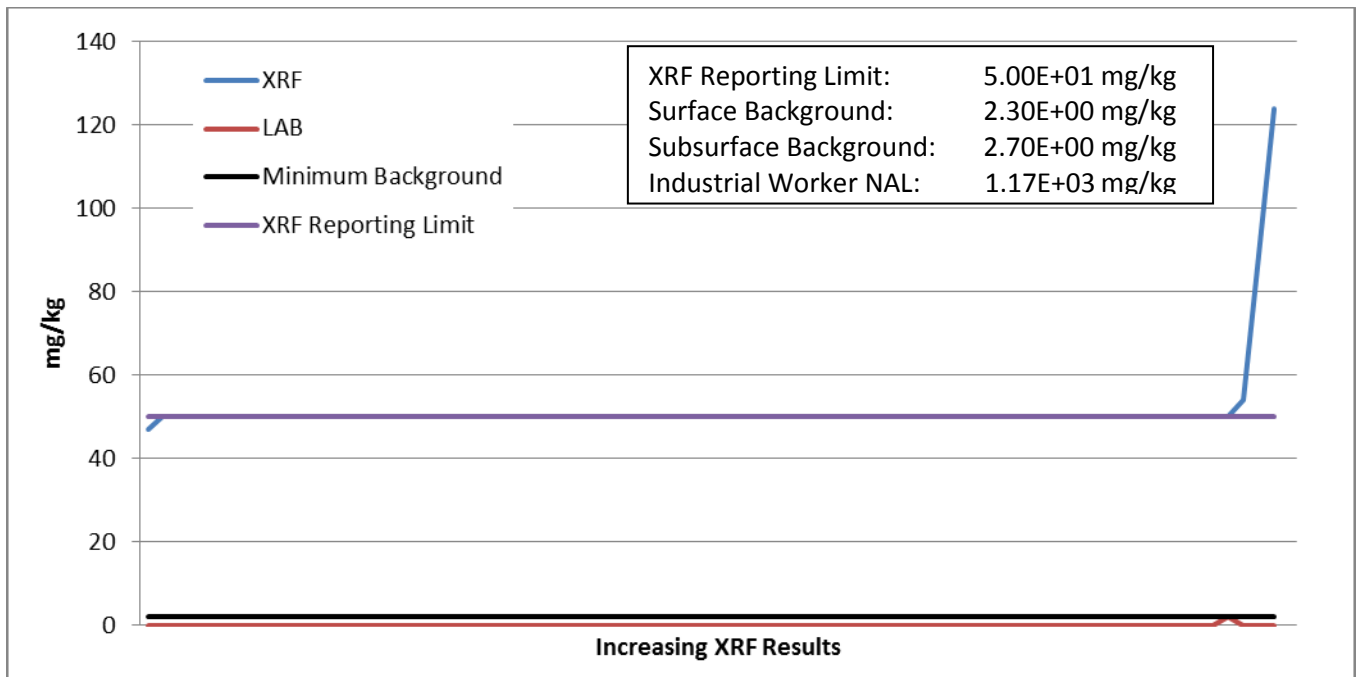 140
120
100
80
60
40
20
0
mg/kg
XRF
LAB
Minimum Background
XRF Reporting Limit
XRF Reporting Limit: 5.00E+01 mg/kg
Surface Background: 2.30E+00 mg/kg
Subsurface Background: 2.70E+00 mg/kg
Industrial Worker NAL: 1.17E+03 mg/kg
Increasing XRF Results